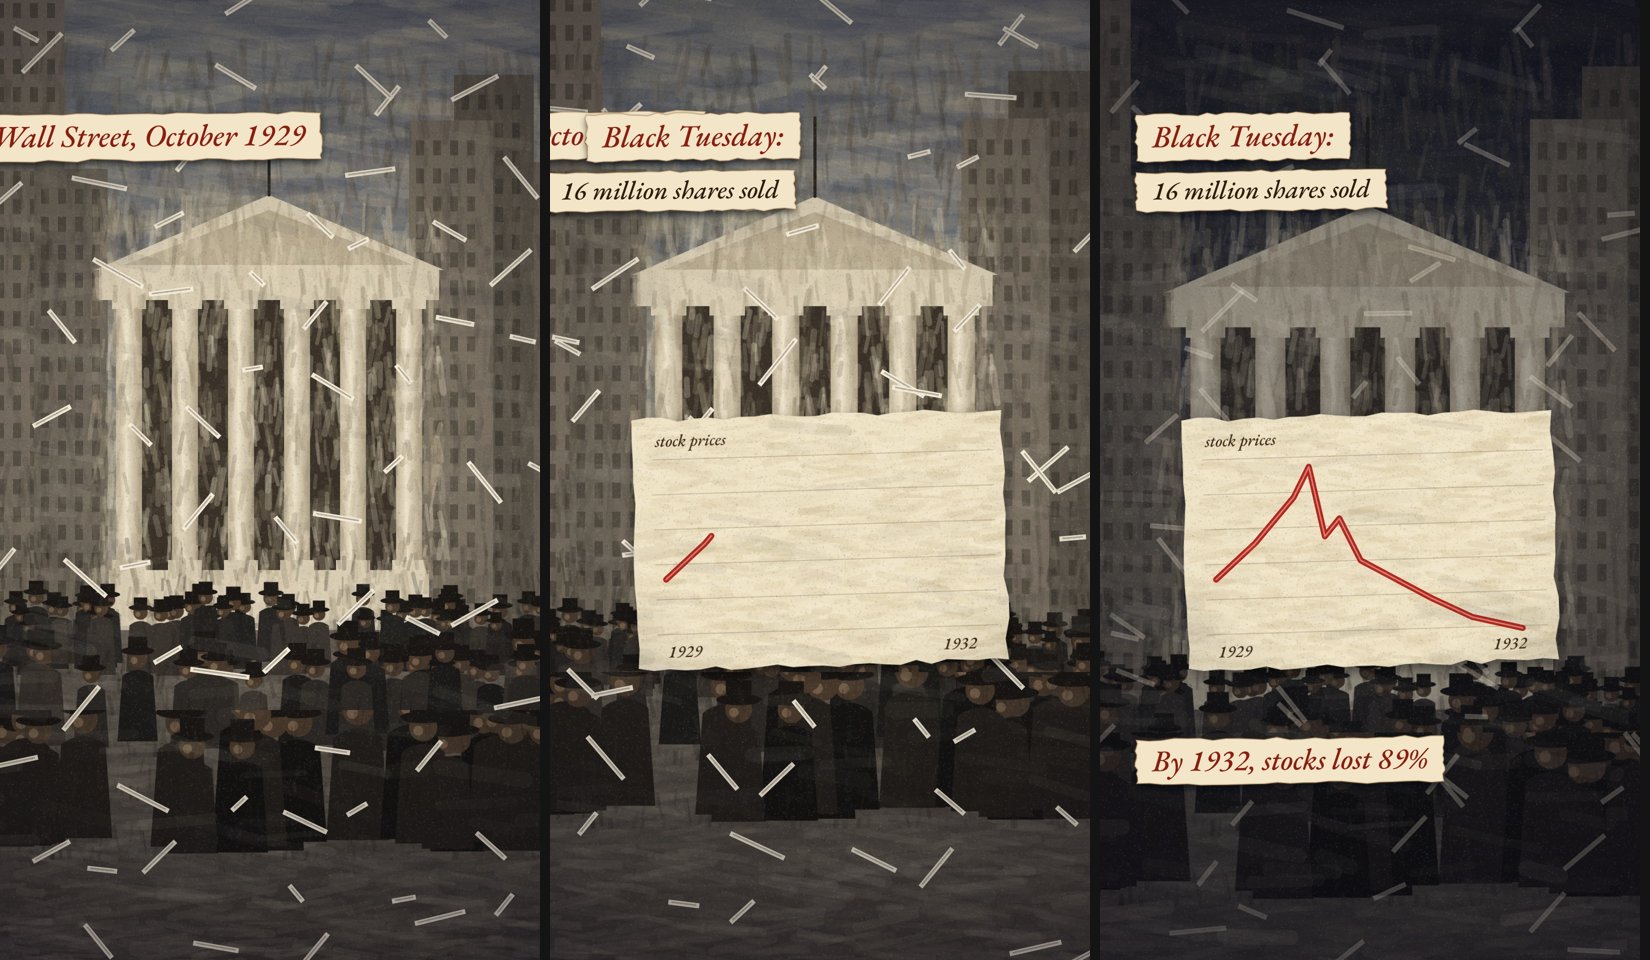 Wall Street, October 1929
cto
Black Tuesday:
16 million shares sold
stock prices
1929
1932
Black Tuesday:
16 million shares sold
stock prices
1929
1932
By 1932, stocks lost 89%